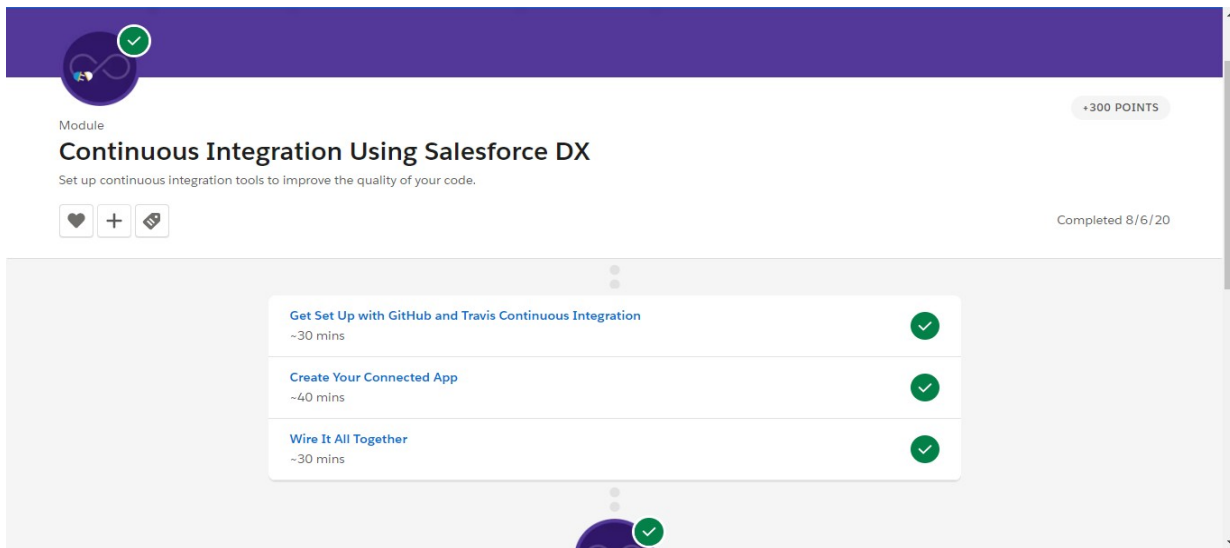 +300 POINTS
Module
Continuous Integration Using Salesforce DX
Set up continuous integration tools to improve the quality of your code.
Completed 8/6/20
Get Set Up with GitHub and Travis Continuous Integration
~30 mins
Create Your Connected App
~40 mins
Wire It All Together
~30 mins